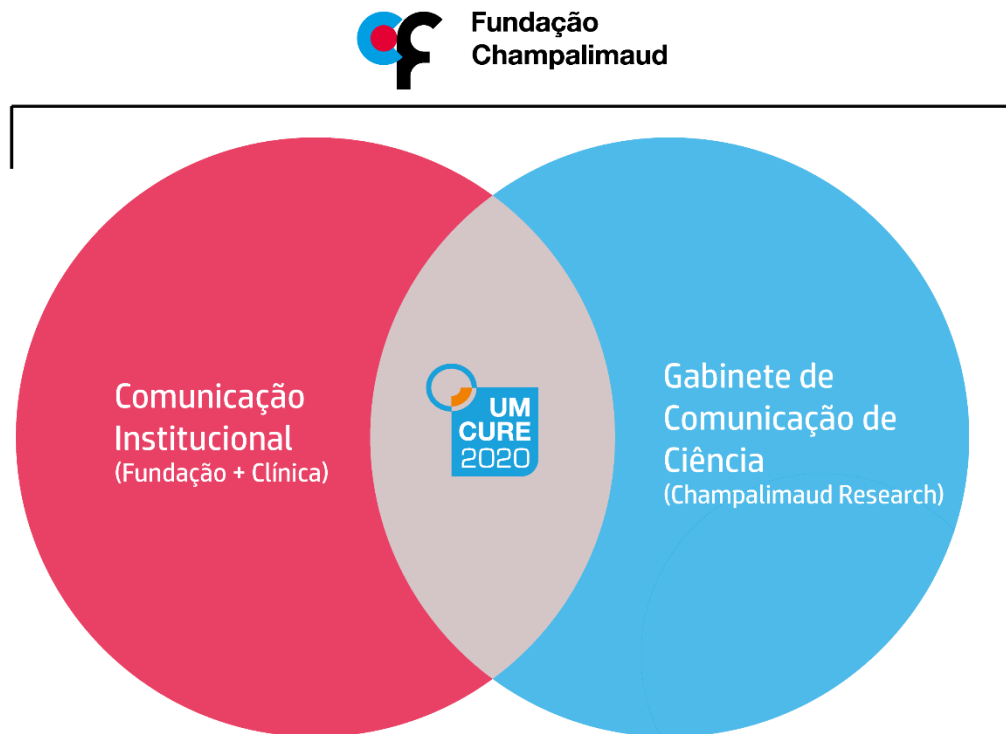 Fundação
Champalimaud
Comunicação
Institucional
(Fundação + Clínica)
UM
CURE
2020
Gabinete de
Comunicação de
Ciência
(Champalimaud Research)